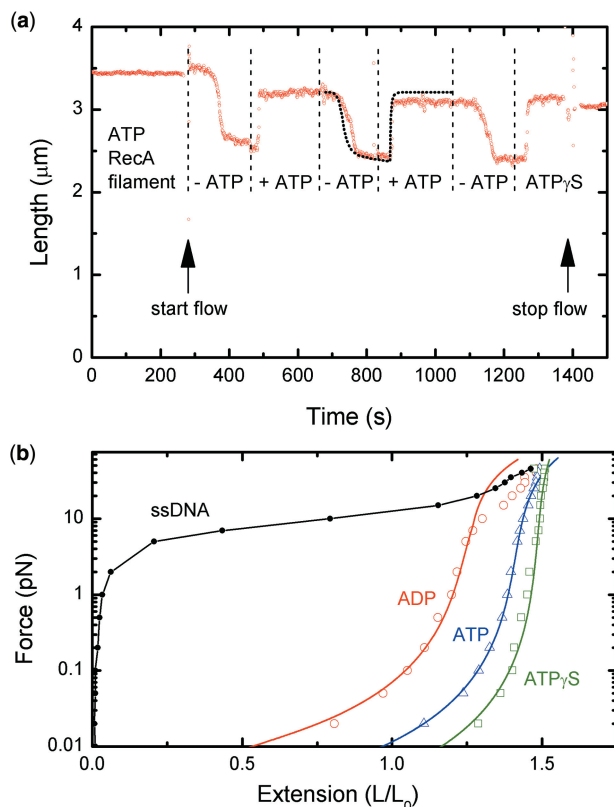 (a)
4
3
2
1
0
Length (μm)
ATP
RecA
filament
- ATP
+ ATP
- ATP
+ ATP
- ATP
ATPγS
start flow
stop flow
0 200 400 600 800 1000 1200 1400
Time (s)
(b)
10
1
0.1
0.01
Force (pN)
ssDNA
ADP
ATP
ATPγS
0.0 0.5 1.0 1.5
Extension (L/L₀)